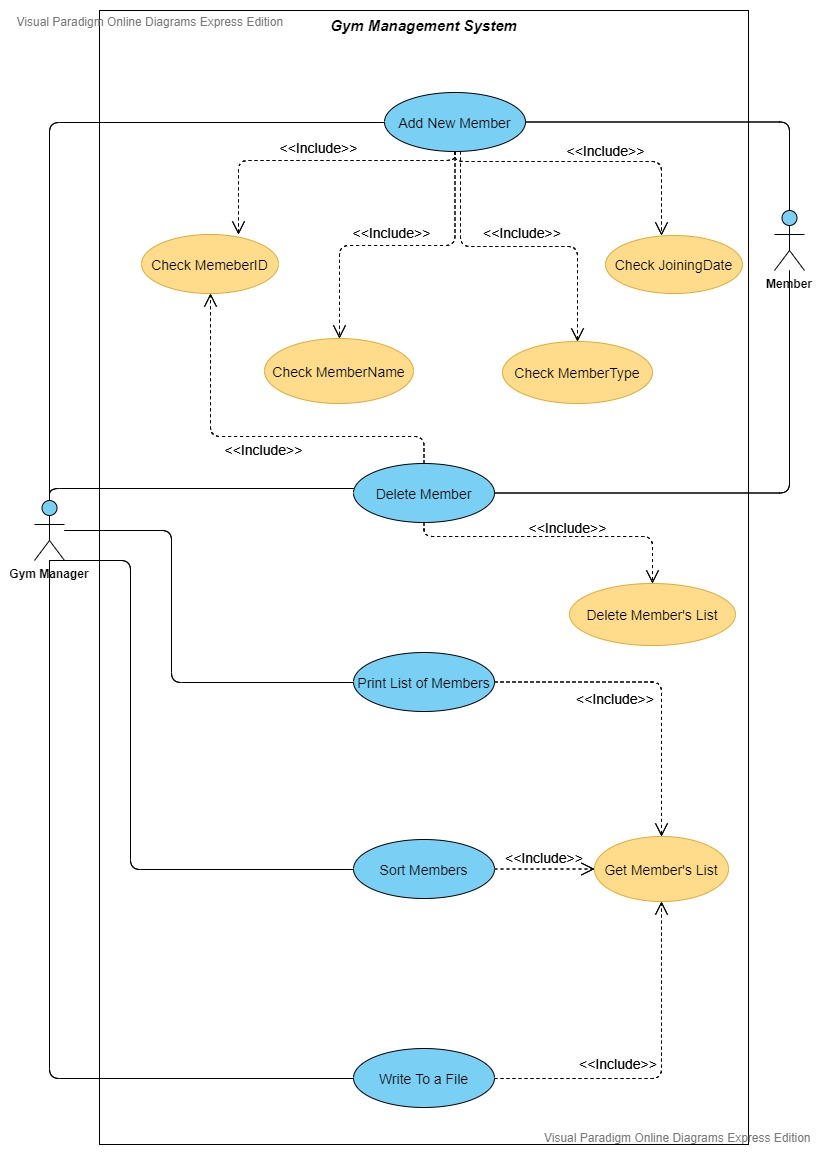 Visual Paradigm Online Diagrams Express Edition
Gym Management System
Add New Member
<<Include>>
<<Include>>
<<Include>>
<<Include>>
Check MemeberID
Check JoiningDate
Member
Check MemberName
Check MemberType
<<Include>>
Delete Member
<<Include>>
Gym Manager
Delete Member's List
Print List of Members
<<Include>>
<<Include>>
Sort Members
Get Member's List
<<Include>>
Write To a File
Visual Paradigm Online Diagrams Express Edition